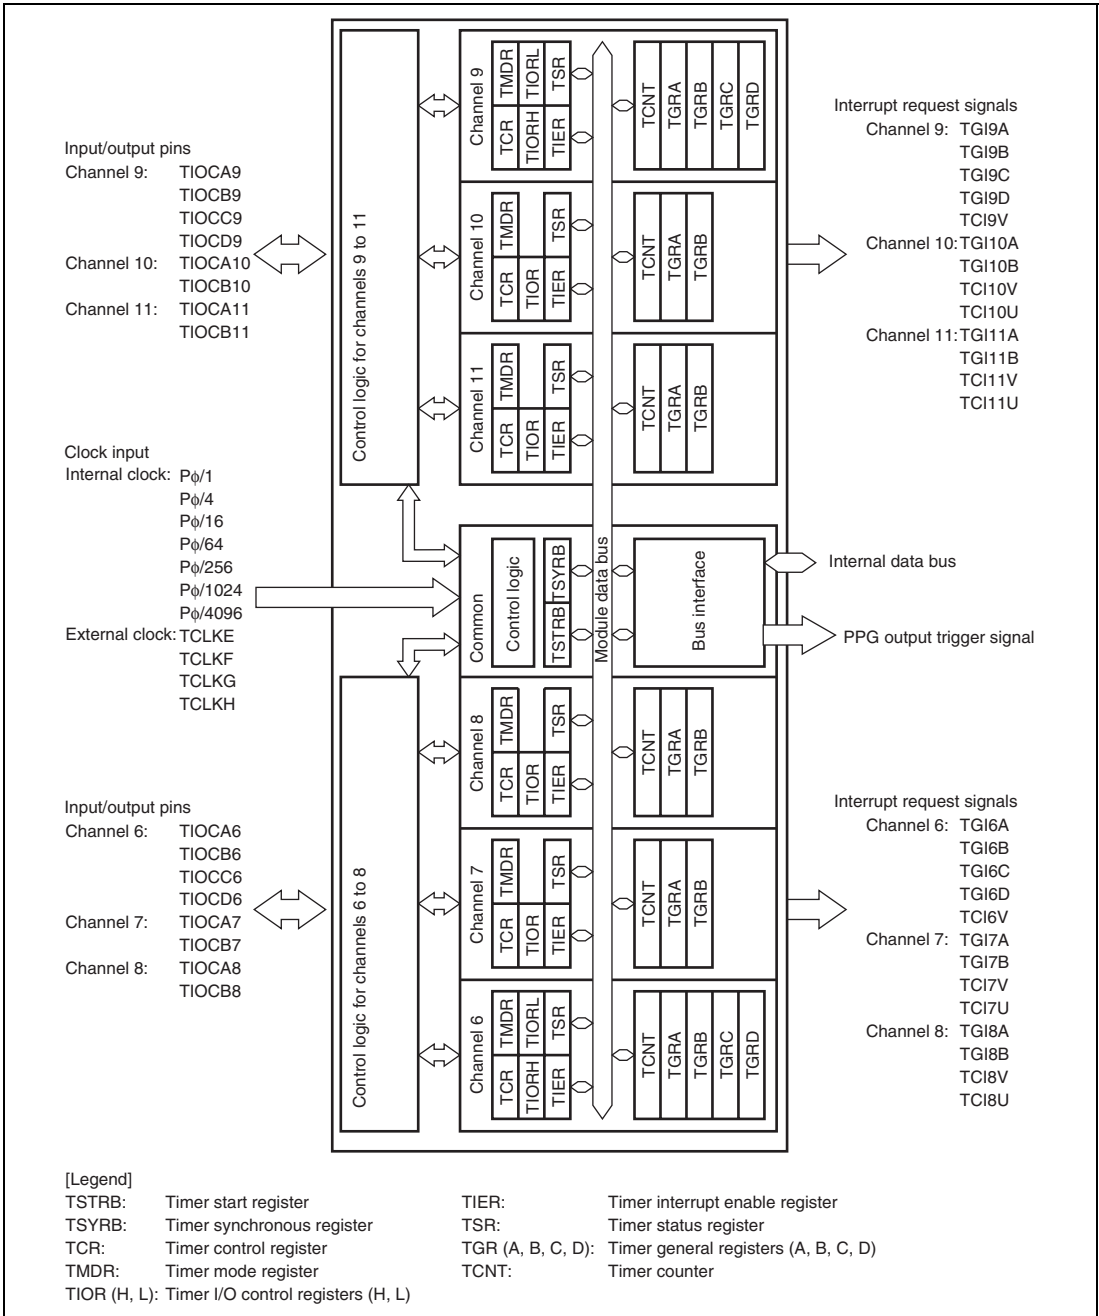 Input/output pins
Channel 9: TIOCA9
TIOCB9
TIOCC9
TIOCD9
Channel 10: TIOCA10
TIOCB10
Channel 11: TIOCA11
TIOCB11
Clock input
Internal clock: Pϕ/1
Pϕ/4
Pϕ/16
Pϕ/64
Pϕ/256
Pϕ/1024
Pϕ/4096
External clock: TCLKE
TCLKF
TCLKG
TCLKH
Input/output pins
Channel 6: TIOCA6
TIOCB6
TIOCC6
TIOCD6
Channel 7: TIOCA7
TIOCB7
Channel 8: TIOCA8
TIOCB8
Control logic for channels 9 to 11
Control logic for channels 6 to 8
Channel 9
TCR TMDR
TIORH TIORL
TIER TSR
TCNT
TGRA
TGRB
TGRC
TGRD
Channel 10
TCR TMDR
TIOR
TIER TSR
TCNT
TGRA
TGRB
Channel 11
TCR TMDR
TIOR
TIER TSR
TCNT
TGRA
TGRB
Common
Control logic
TSTRB TSYRB
Module data bus
Bus interface
Channel 8
TCR TMDR
TIOR
TIER TSR
TCNT
TGRA
TGRB
Channel 7
TCR TMDR
TIOR
TIER TSR
TCNT
TGRA
TGRB
Channel 6
TCR TMDR
TIORH TIORL
TIER TSR
TCNT
TGRA
TGRB
TGRC
TGRD
Interrupt request signals
Channel 9: TGI9A
TGI9B
TGI9C
TGI9D
TCI9V
Channel 10: TGI10A
TGI10B
TCI10V
TCI10U
Channel 11: TGI11A
TGI11B
TCI11V
TCI11U
Internal data bus
PPG output trigger signal
Interrupt request signals
Channel 6: TGI6A
TGI6B
TGI6C
TGI6D
TCI6V
Channel 7: TGI7A
TGI7B
TCI7V
TCI7U
Channel 8: TGI8A
TGI8B
TCI8V
TCI8U
[Legend]
TSTRB: Timer start register
TSYRB: Timer synchronous register
TCR: Timer control register
TMDR: Timer mode register
TIOR (H, L): Timer I/O control registers (H, L)
TIER: Timer interrupt enable register
TSR: Timer status register
TGR (A, B, C, D): Timer general registers (A, B, C, D)
TCNT: Timer counter